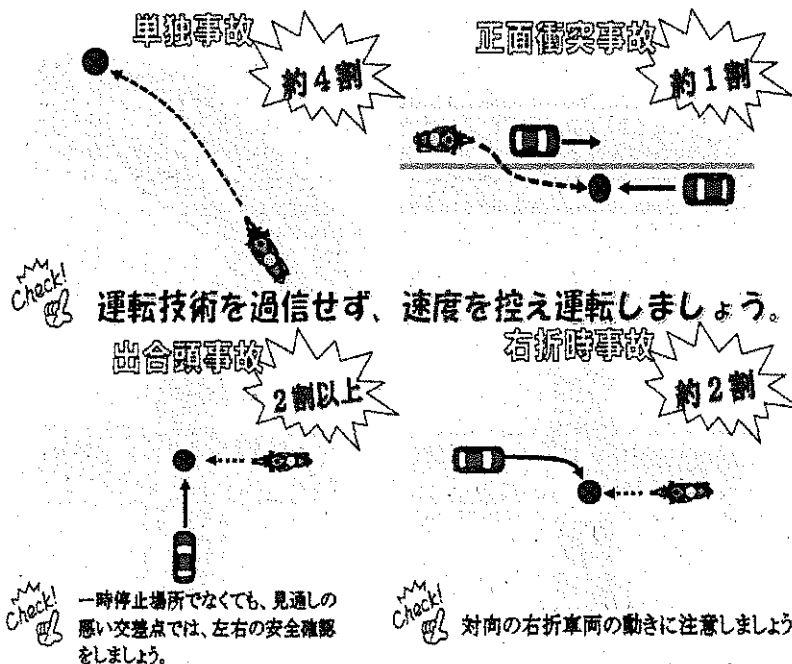 単独事故
約4割
正面衝突事故
約1割
Check!
運転技術を過信せず、速度を控え運転しましょう。
出合頭事故
2割以上
右折時事故
約2割
Check!
一時停止場所でなくても、見通しの
悪い交差点では、左右の安全確認
をしましょう。
Check!
対向の右折車両の動きに注意しましょう